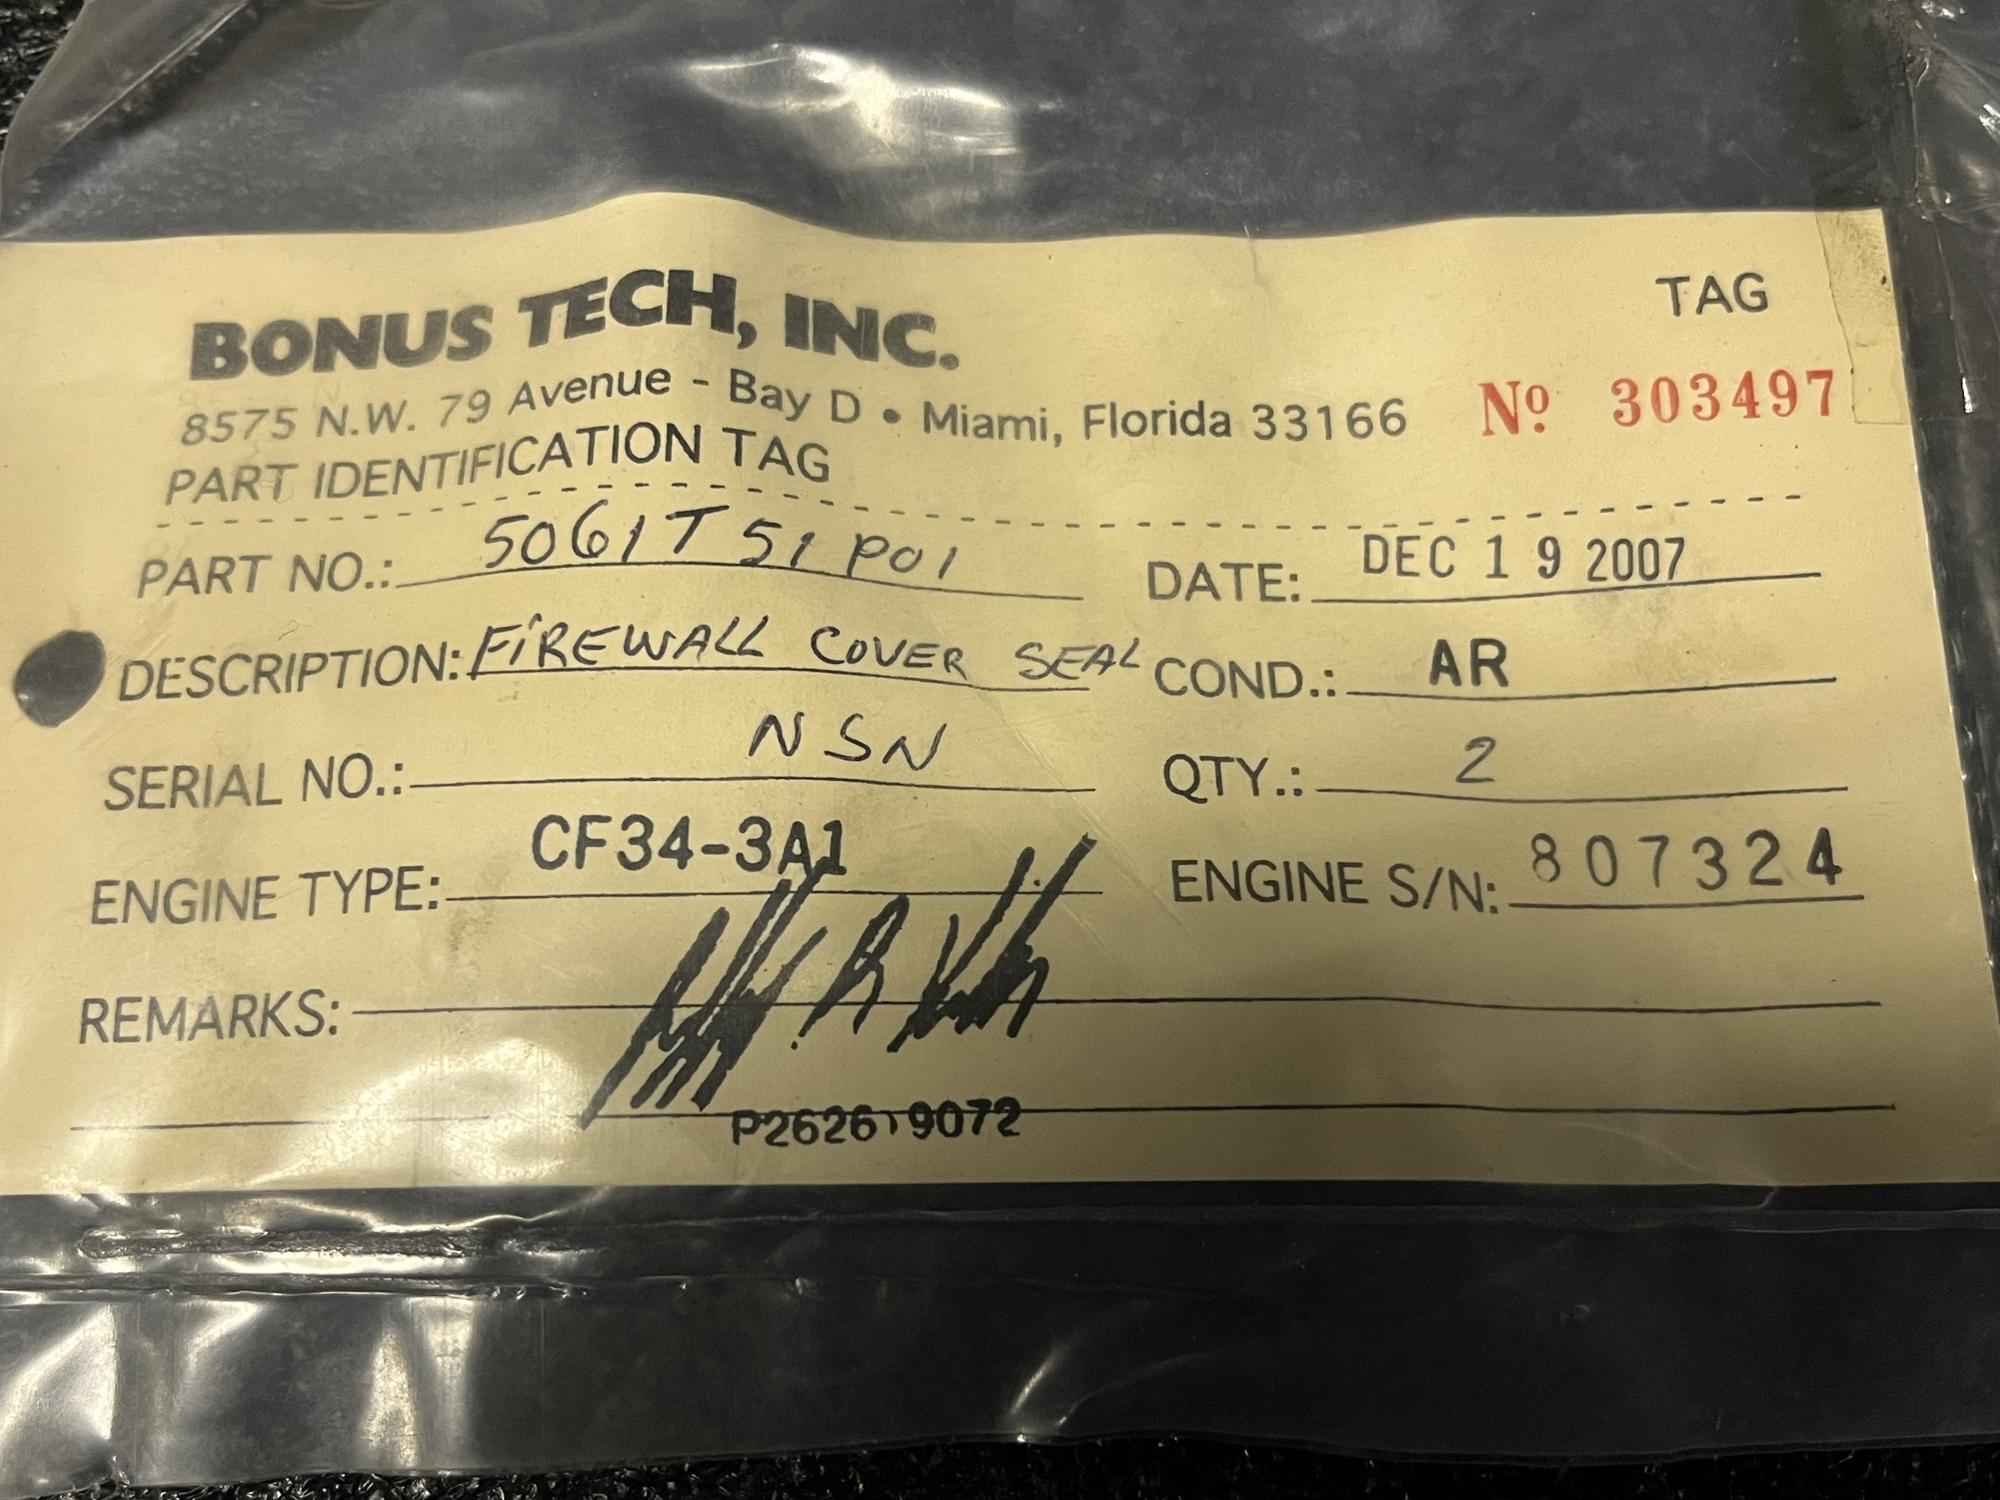 BONUS TECH, INC.
TAG
8575 N.W. 79 Avenue - Bay D • Miami, Florida 33166
Nº 303497
PART IDENTIFICATION TAG
PART NO.: 5061T51P01 DATE: DEC 19 2007
DESCRIPTION: FIREWALL COVER SEAL COND.: AR
SERIAL NO.: NSN QTY.: 2
ENGINE TYPE: CF34-3A1 ENGINE S/N: 807324
REMARKS: